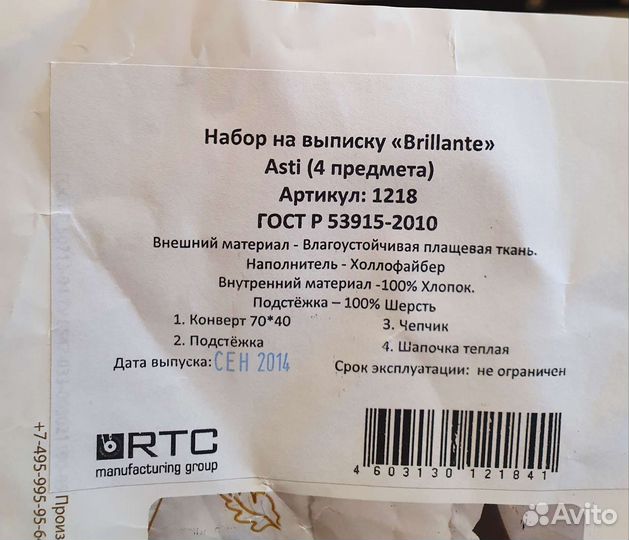 Набор на выписку «Brillante»
Asti (4 предмета)
Артикул: 1218
ГОСТ Р 53915-2010
Внешний материал - Влагоустойчивая плащевая ткань.
Наполнитель - Холлофайбер
Внутренний материал -100% Хлопок.
Подстёжка – 100% Шерсть
1. Конверт 70*40
3. Чепчик
2. Подстёжка
4. Шапочка теплая
Дата выпуска: СЕН 2014
Срок эксплуатации: не ограничен
RTC
manufacturing group
4 603130 121841
+7-495-995-95-6
Произ
Avito